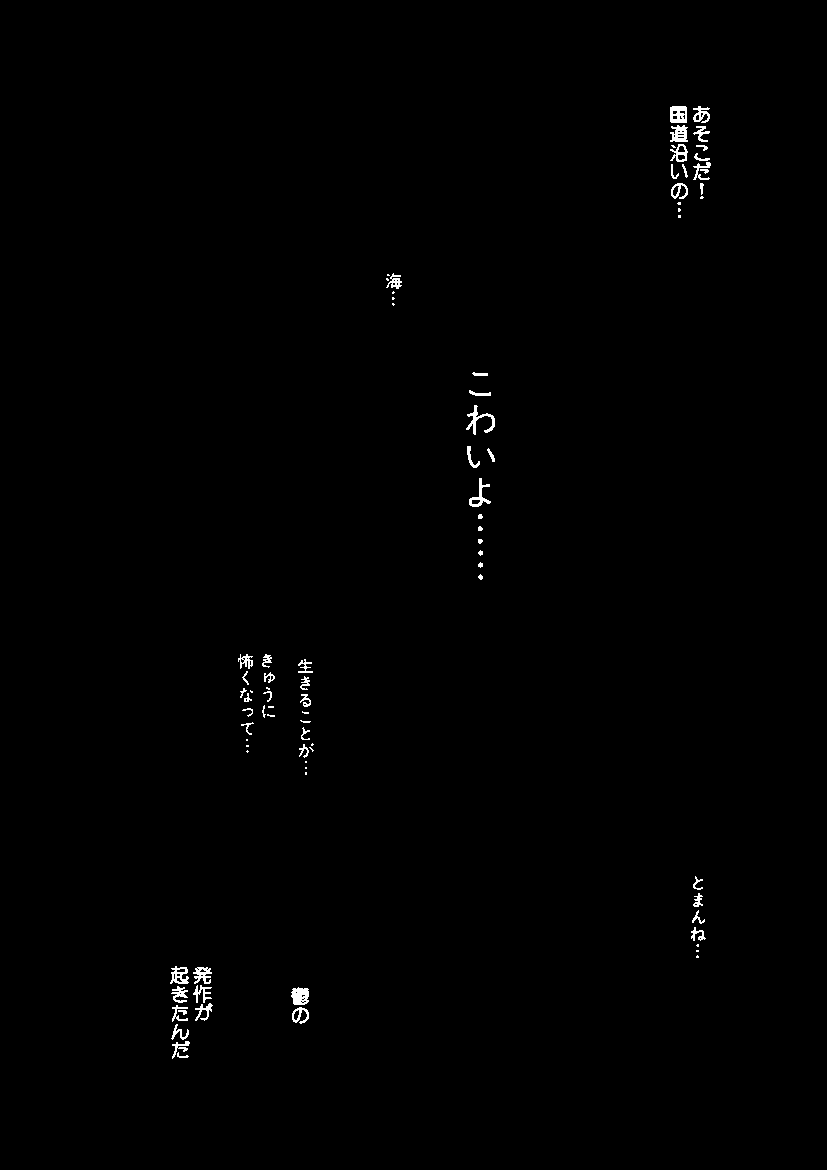 あそこだ！
国道沿いの…
海…
こわいよ……
生きることが…
きゅうに
怖くなって…
とまんね…
鬱の
発作が
起きたんだ